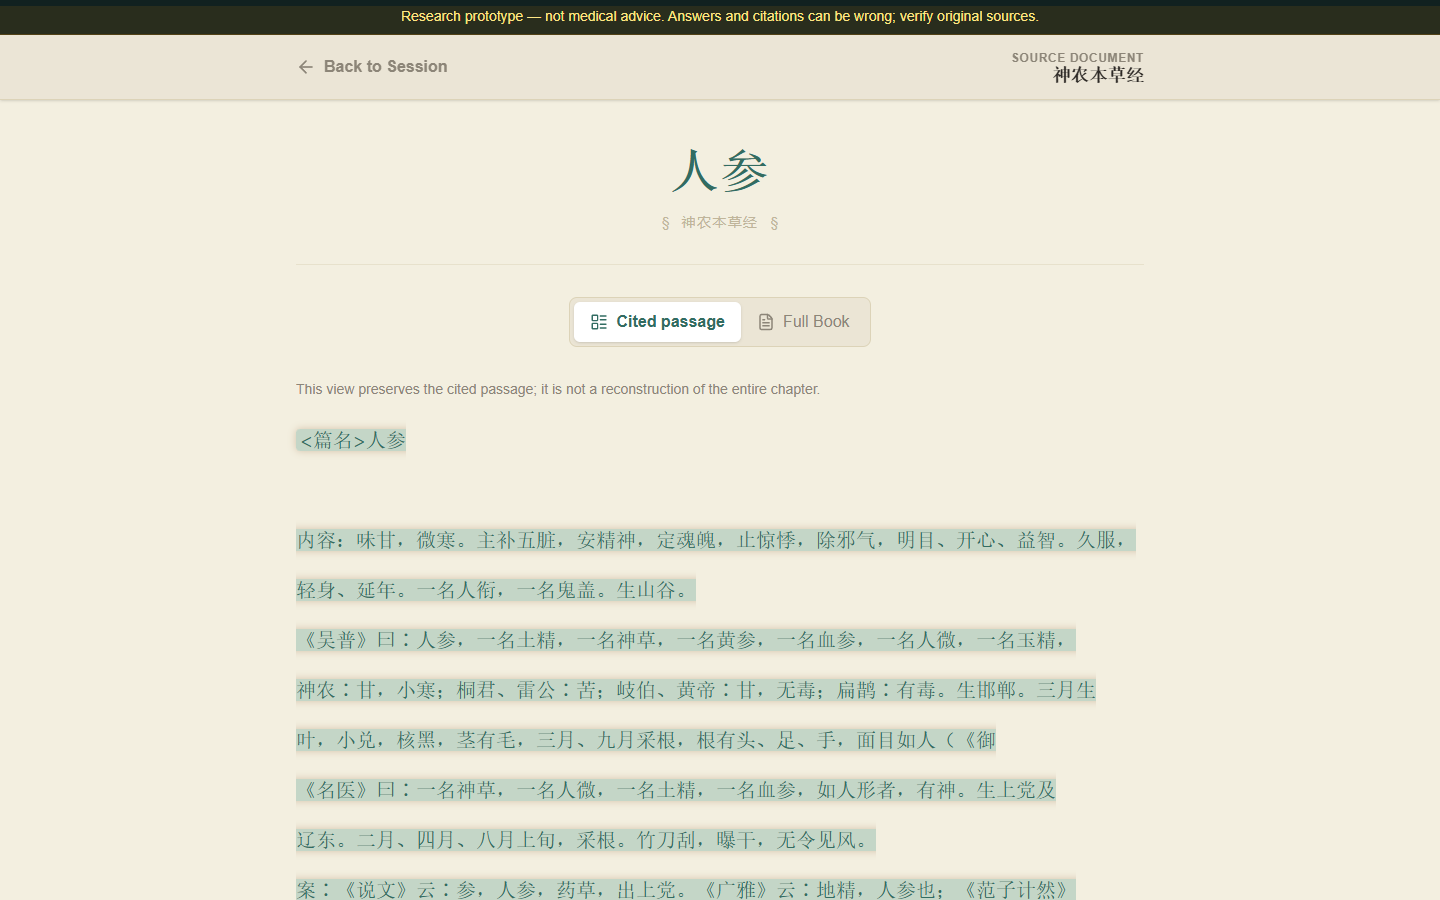 Research prototype — not medical advice. Answers and citations can be wrong; verify original sources.
Back to Session
SOURCE DOCUMENT
神农本草经
人参
§ 神农本草经 §
Cited passage
Full Book
This view preserves the cited passage; it is not a reconstruction of the entire chapter.
<篇名>人参
内容：味甘，微寒。主补五脏，安精神，定魂魄，止惊悸，除邪气，明目、开心、益智。久服，
轻身、延年。一名人衔，一名鬼盖。生山谷。
《吴普》曰：人参，一名土精，一名神草，一名黄参，一名血参，一名人微，一名玉精，
神农：甘，小寒；桐君、雷公：苦；岐伯、黄帝：甘，无毒；扁鹊：有毒。生邯郸。三月生
叶，小兑，核黑，茎有毛，三月、九月采根，根有头、足、手，面目如人（《御
《名医》曰：一名神草，一名人微，一名土精，一名血参，如人形者，有神。生上党及
辽东。二月、四月、八月上旬，采根。竹刀刮，曝干，无令见风。
案：《说文》云：参，人参，药草，出上党。《广雅》云：地精，人参也；《范子计然》